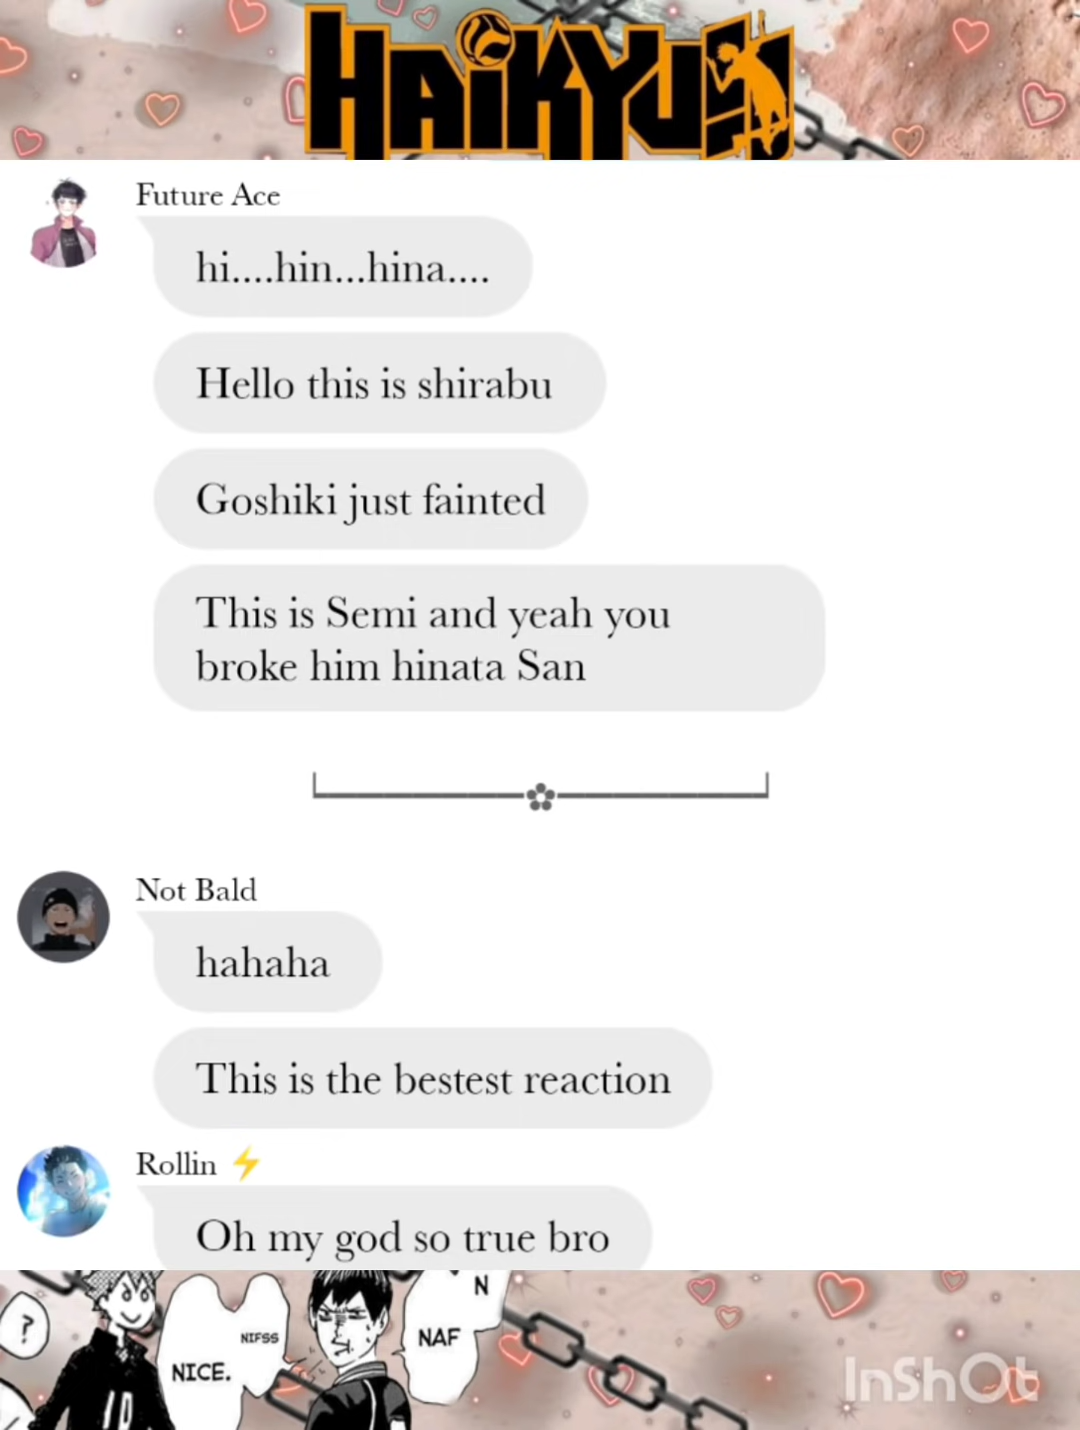 HAIKYU!!
Future Ace
hi....hin...hina....
Hello this is shirabu
Goshiki just fainted
This is Semi and yeah you
broke him hinata San
Not Bald
hahaha
This is the bestest reaction
Rollin ⚡
Oh my god so true bro
?
NICE.
NIFSS
NAF
N
10
InShOt